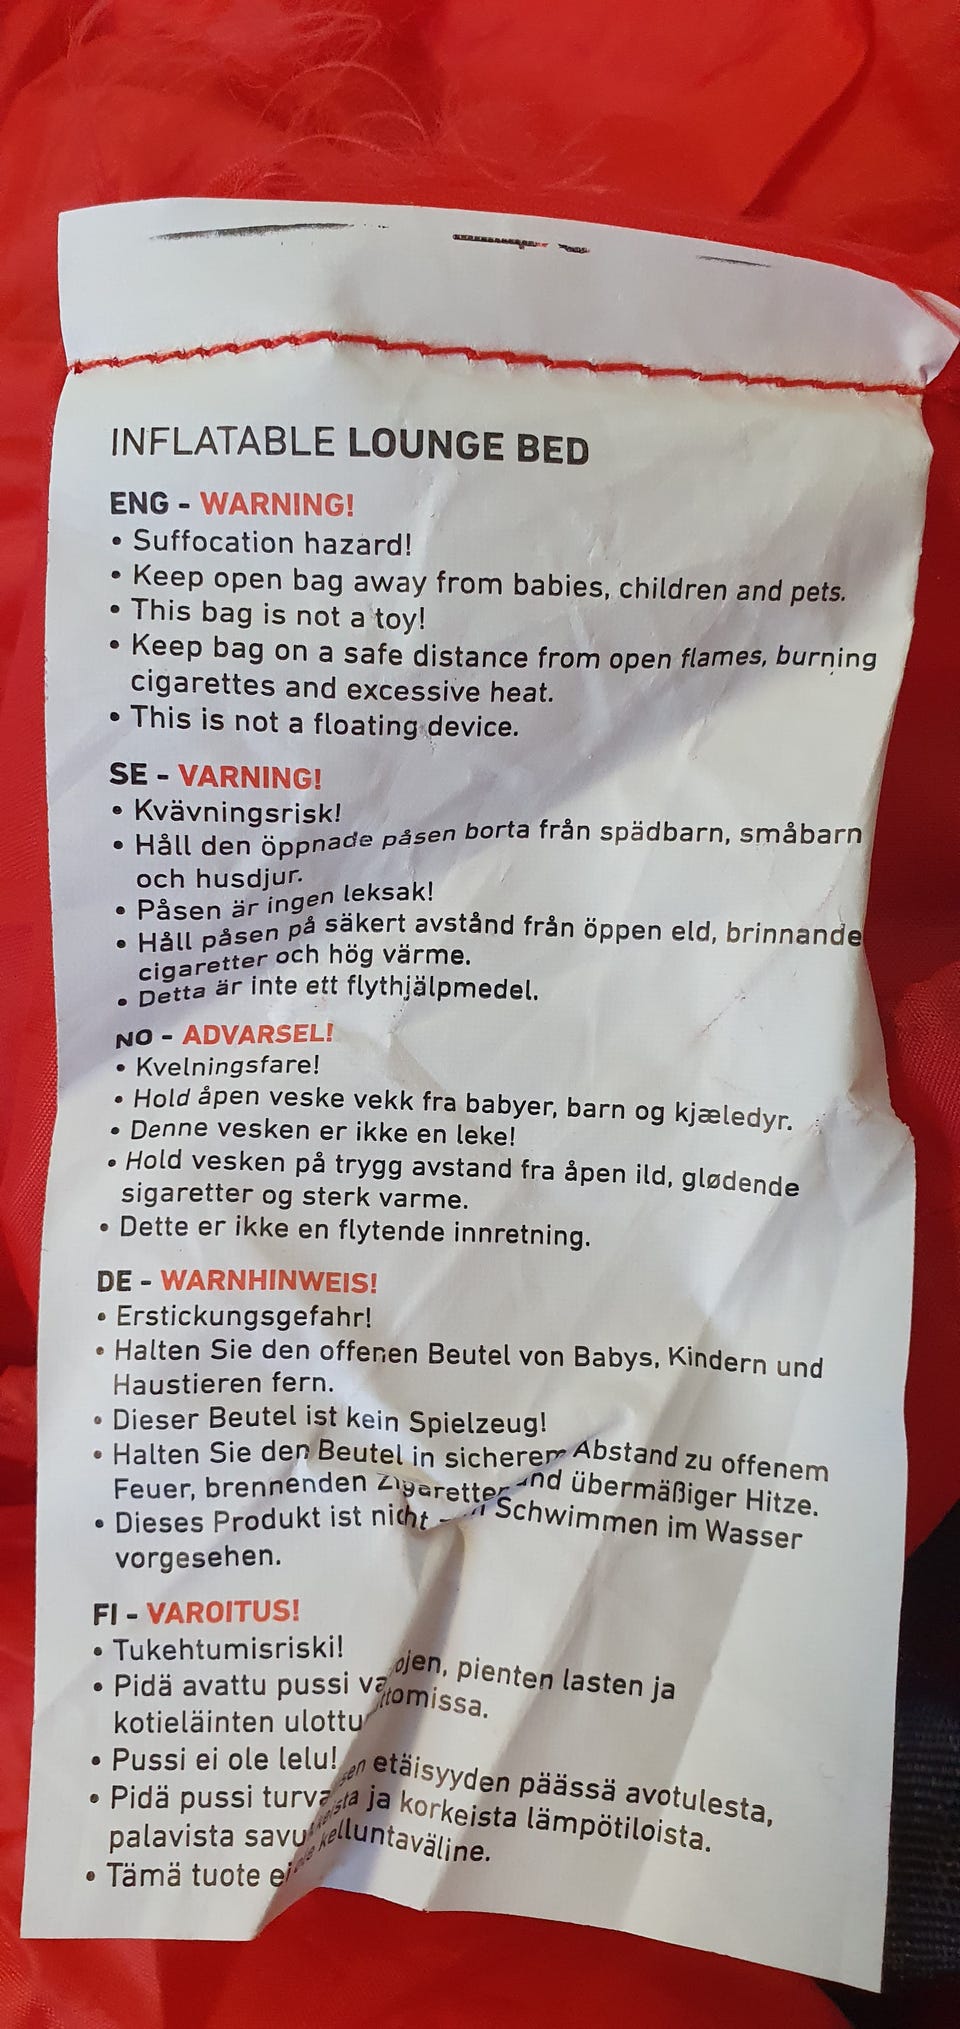 INFLATABLE LOUNGE BED
ENG - WARNING!
• Suffocation hazard!
• Keep open bag away from babies, children and pets.
• This bag is not a toy!
• Keep bag on a safe distance from open flames, burning
cigarettes and excessive heat.
• This is not a floating device.
SE - VARNING!
• Kvävningsrisk!
• Håll den öppnade påsen borta från spädbarn, småbarn
och husdjur.
• Påsen är ingen leksak!
• Håll påsen på säkert avstånd från öppen eld, brinnande
cigaretter och hög värme.
• Detta är inte ett flythjälpmedel.
NO - ADVARSEL!
• Kvelningsfare!
• Hold åpen veske vekk fra babyer, barn og kjæledyr.
• Denne vesken er ikke en leke!
• Hold vesken på trygg avstand fra åpen ild, glødende
sigaretter og sterk varme.
• Dette er ikke en flytende innretning.
DE - WARNHINWEIS!
• Erstickungsgefahr!
• Halten Sie den offenen Beutel von Babys, Kindern und
Haustieren fern.
• Dieser Beutel ist kein Spielzeug!
• Halten Sie den Beutel in sicherem Abstand zu offenem
Feuer, brennenden Zigaretten und übermäßiger Hitze.
• Dieses Produkt ist nicht Schwimmen im Wasser
vorgesehen.
FI - VAROITUS!
• Tukehtumisriski!
• Pidä avattu pussi pienten lasten ja
kotieläinten
• Pussi ei ole lelu!
• Pidä pussi etäisyyden päässä avotulesta,
palavista ja korkeista lämpötiloista.
• Tämä tuote ei kelluntaväline.